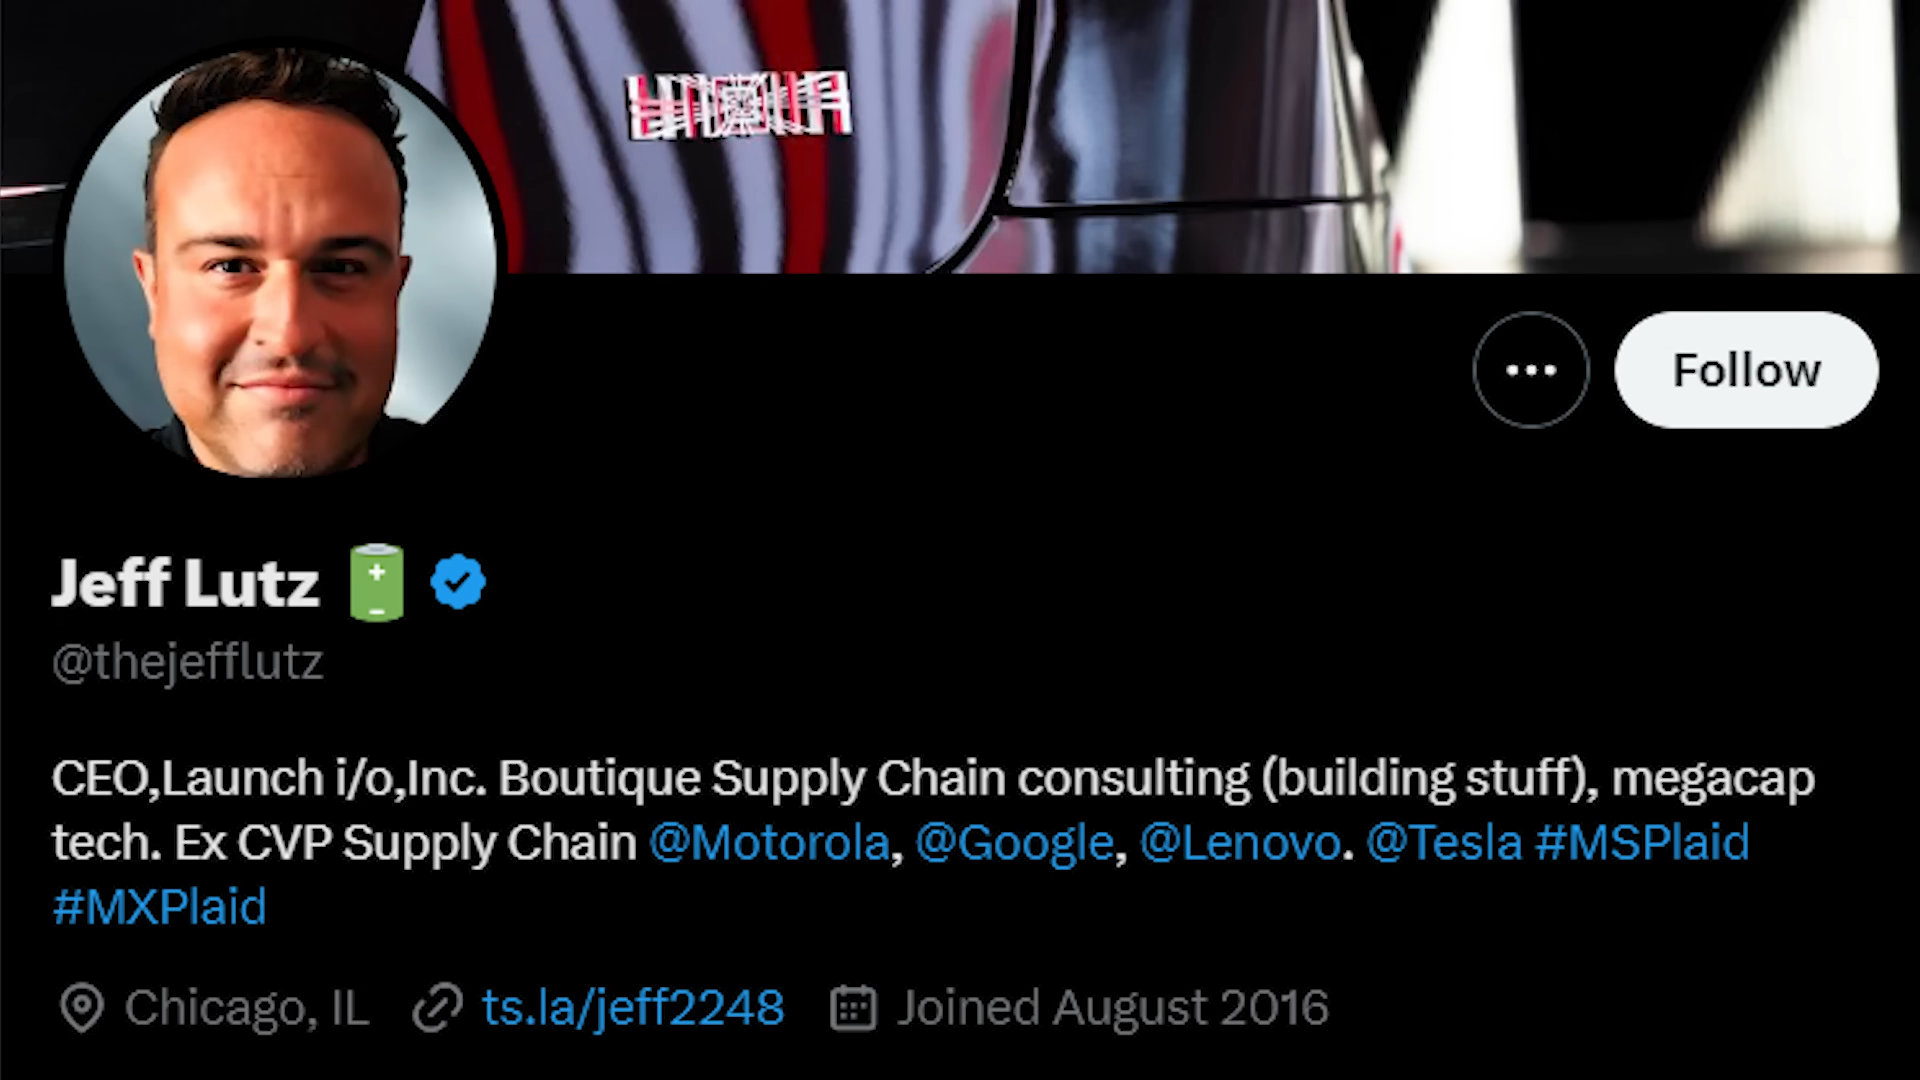 Follow
Jeff Lutz
@thejefflutz
CEO,Launch i/o,Inc. Boutique Supply Chain consulting (building stuff), megacap
tech. Ex CVP Supply Chain @Motorola, @Google, @Lenovo. @Tesla #MSPlaid
#MXPlaid
Chicago, IL ts.la/jeff2248 Joined August 2016